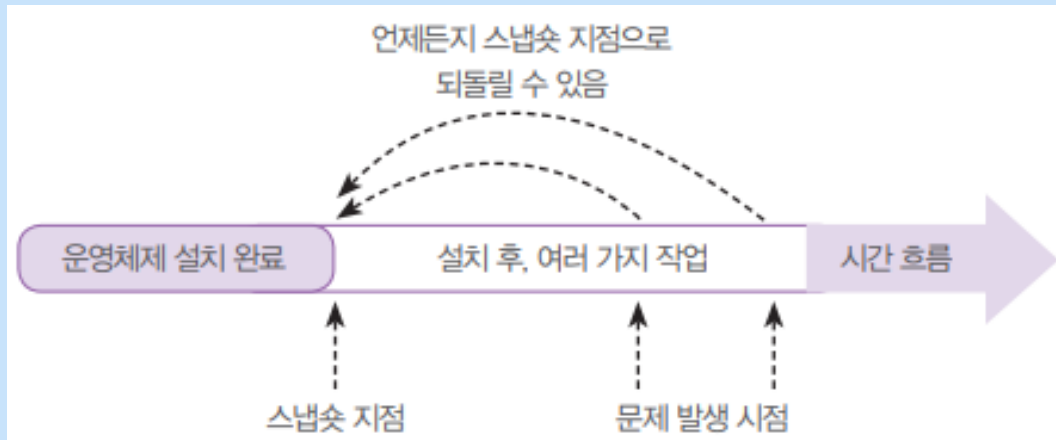 언제든지 스냅숏 지점으로
되돌릴 수 있음
운영체제 설치 완료
설치 후, 여러 가지 작업
시간 흐름
스냅숏 지점
문제 발생 시점